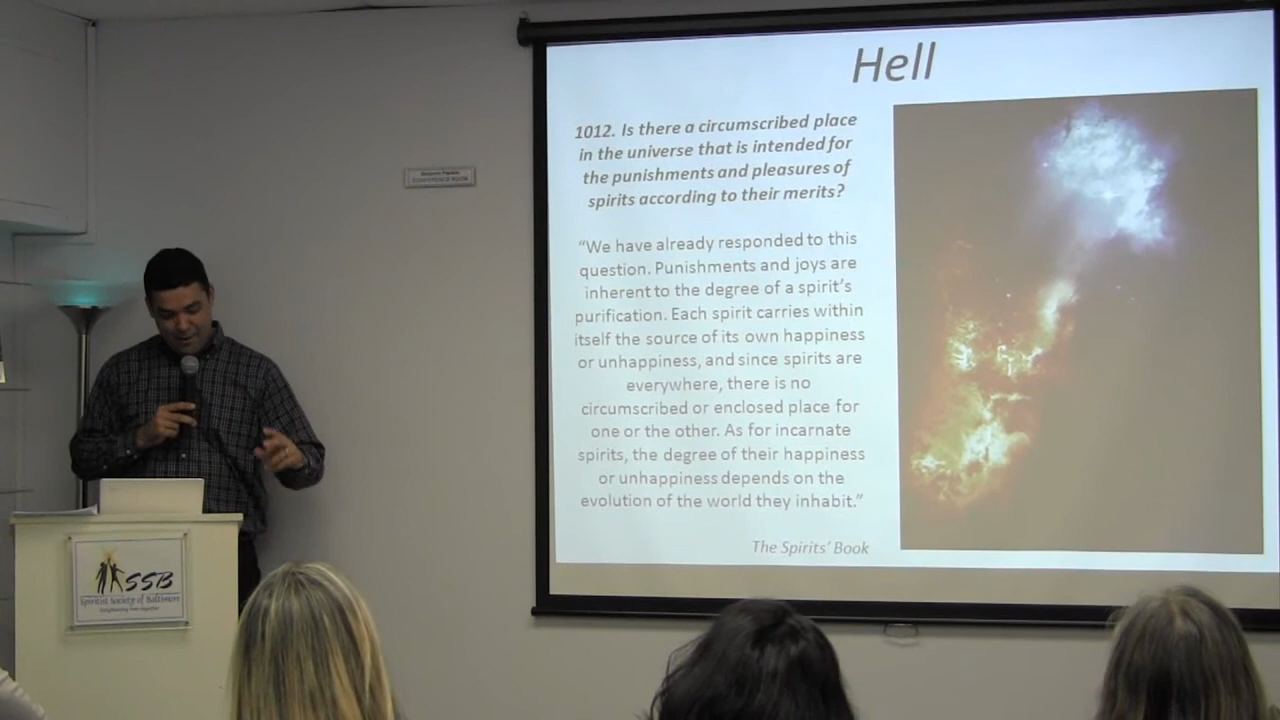 Hell
1012. Is there a circumscribed place
in the universe that is intended for
the punishments and pleasures of
spirits according to their merits?
“We have already responded to this
question. Punishments and joys are
inherent to the degree of a spirit’s
purification. Each spirit carries within
itself the source of its own happiness
or unhappiness, and since spirits are
everywhere, there is no
circumscribed or enclosed place for
one or the other. As for incarnate
spirits, the degree of their happiness
or unhappiness depends on the
evolution of the world they inhabit.”
The Spirits’ Book
CONFERENCE ROOM
SSB
Spiritist Society of Baltimore